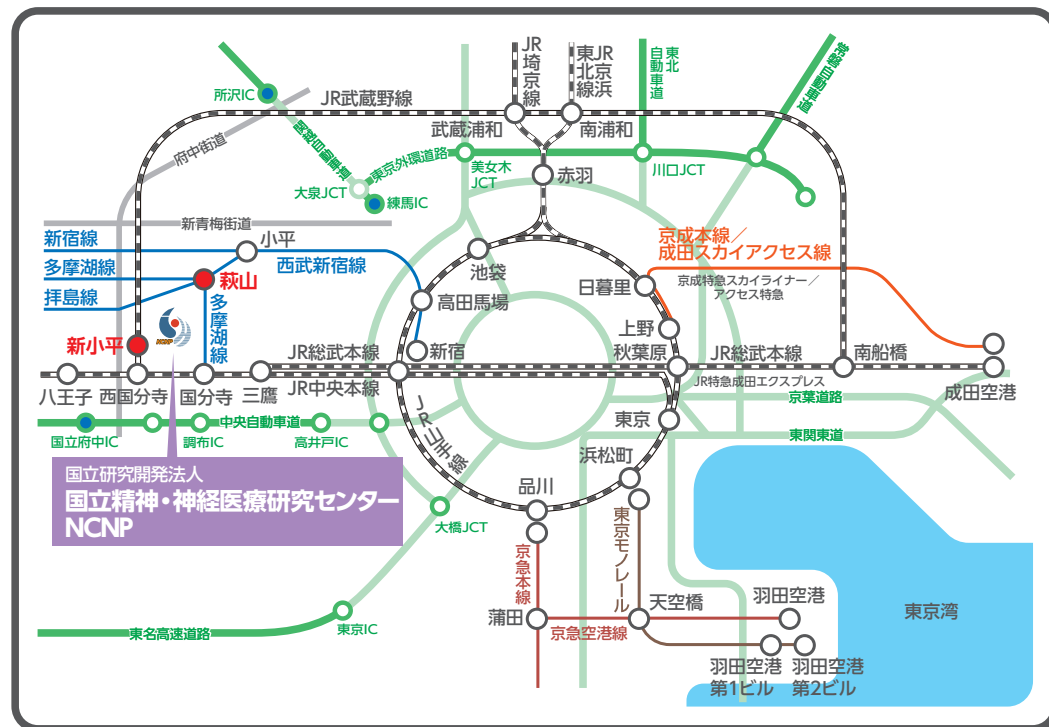 JR埼京線
JR京浜
東北線
東北
自動車道
常磐自動車道
所沢IC
JR武蔵野線
武蔵浦和
南浦和
府中街道
関越自動車道
東京外環道路
美女木
JCT
川口JCT
大泉JCT
練馬IC
赤羽
新青梅街道
新宿線
小平
西武新宿線
多摩湖線
萩山
拝島線
多摩湖線
NCNP
新小平
池袋
高田馬場
新宿
日暮里
上野
秋葉原
京成本線／
成田スカイアクセス線
京成特急スカイライナー／
アクセス特急
JR総武本線
JR中央本線
JR総武本線
南船橋
JR特急成田エクスプレス
成田空港
八王子
西国分寺
国分寺
三鷹
京葉道路
東関東道
国立府中IC
調布IC
中央自動車道
高井戸IC
JR山手線
東京
浜松町
品川
国立研究開発法人
国立精神・神経医療研究センター
NCNP
大橋JCT
京急本線
東京モノレール
蒲田
京急空港線
天空橋
羽田空港
東京湾
羽田空港
第1ビル
羽田空港
第2ビル
東名高速道路
東京IC